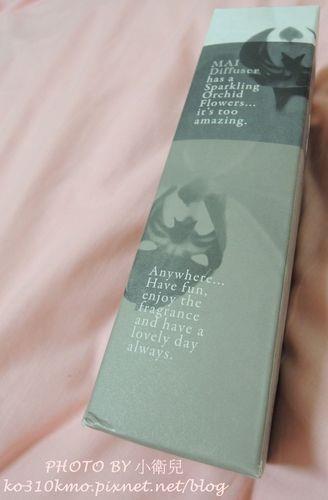 MAI
Diffuser
has a
Sparkling
Orchid
Flowers...
it's too
amazing.
Anywhere...
Have fun,
enjoy the
fragrance
and have a
lovely day
always.
PHOTO BY 小衛兒
ko310kmo.pixnet.net/blog